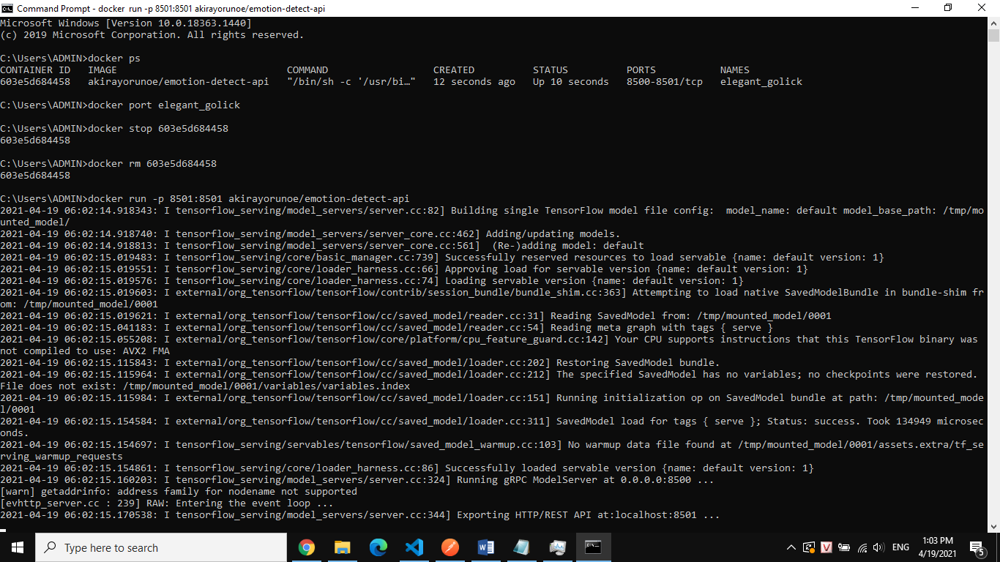 Command Prompt - docker run -p 8501:8501 akirayorunoe/emotion-detect-api
Microsoft Windows [Version 10.0.18363.1440]
(c) 2019 Microsoft Corporation. All rights reserved.
C:\Users\ADMIN>docker ps
CONTAINER ID   IMAGE                             COMMAND                  CREATED          STATUS          PORTS           NAMES
603e5d684458   akirayorunoe/emotion-detect-api   "/bin/sh -c '/usr/bi…"   12 seconds ago   Up 10 seconds   8500-8501/tcp   elegant_golick
C:\Users\ADMIN>docker port elegant_golick
C:\Users\ADMIN>docker stop 603e5d684458
603e5d684458
C:\Users\ADMIN>docker rm 603e5d684458
603e5d684458
C:\Users\ADMIN>docker run -p 8501:8501 akirayorunoe/emotion-detect-api
2021-04-19 06:02:14.918343: I tensorflow_serving/model_servers/server.cc:82] Building single TensorFlow model file config:  model_name: default model_base_path: /tmp/mo
unted_model/
2021-04-19 06:02:14.918740: I tensorflow_serving/model_servers/server_core.cc:462] Adding/updating models.
2021-04-19 06:02:14.918813: I tensorflow_serving/model_servers/server_core.cc:561]  (Re-)adding model: default
2021-04-19 06:02:15.019483: I tensorflow_serving/core/basic_manager.cc:739] Successfully reserved resources to load servable {name: default version: 1}
2021-04-19 06:02:15.019551: I tensorflow_serving/core/loader_harness.cc:66] Approving load for servable version {name: default version: 1}
2021-04-19 06:02:15.019576: I tensorflow_serving/core/loader_harness.cc:74] Loading servable version {name: default version: 1}
2021-04-19 06:02:15.019603: I external/org_tensorflow/tensorflow/contrib/session_bundle/bundle_shim.cc:363] Attempting to load native SavedModelBundle in bundle-shim fr
om: /tmp/mounted_model/0001
2021-04-19 06:02:15.019621: I external/org_tensorflow/tensorflow/cc/saved_model/reader.cc:31] Reading SavedModel from: /tmp/mounted_model/0001
2021-04-19 06:02:15.041183: I external/org_tensorflow/tensorflow/cc/saved_model/reader.cc:54] Reading meta graph with tags { serve }
2021-04-19 06:02:15.055208: I external/org_tensorflow/tensorflow/core/platform/cpu_feature_guard.cc:142] Your CPU supports instructions that this TensorFlow binary was
not compiled to use: AVX2 FMA
2021-04-19 06:02:15.115843: I external/org_tensorflow/tensorflow/cc/saved_model/loader.cc:202] Restoring SavedModel bundle.
2021-04-19 06:02:15.115964: I external/org_tensorflow/tensorflow/cc/saved_model/loader.cc:212] The specified SavedModel has no variables; no checkpoints were restored.
File does not exist: /tmp/mounted_model/0001/variables/variables.index
2021-04-19 06:02:15.115984: I external/org_tensorflow/tensorflow/cc/saved_model/loader.cc:151] Running initialization op on SavedModel bundle at path: /tmp/mounted_mode
l/0001
2021-04-19 06:02:15.154584: I external/org_tensorflow/tensorflow/cc/saved_model/loader.cc:311] SavedModel load for tags { serve }; Status: success. Took 134949 microsec
onds.
2021-04-19 06:02:15.154697: I tensorflow_serving/servables/tensorflow/saved_model_warmup.cc:103] No warmup data file found at /tmp/mounted_model/0001/assets.extra/tf_se
rving_warmup_requests
2021-04-19 06:02:15.154861: I tensorflow_serving/core/loader_harness.cc:86] Successfully loaded servable version {name: default version: 1}
2021-04-19 06:02:15.160203: I tensorflow_serving/model_servers/server.cc:324] Running gRPC ModelServer at 0.0.0.0:8500 ...
[warn] getaddrinfo: address family for nodename not supported
[evhttp_server.cc : 239] RAW: Entering the event loop ...
2021-04-19 06:02:15.170538: I tensorflow_serving/model_servers/server.cc:344] Exporting HTTP/REST API at:localhost:8501 ...
Type here to search
ENG
1:03 PM
4/19/2021
5